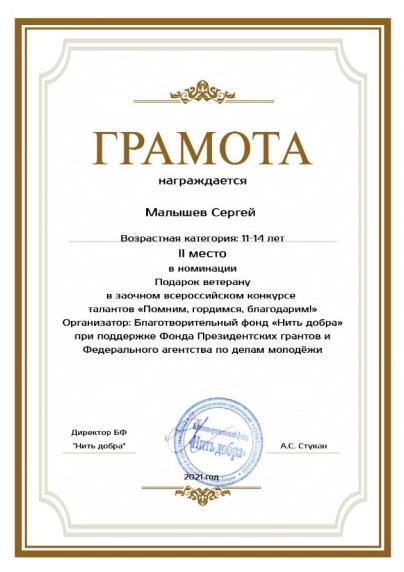 ГРАМОТА
награждается
Малышев Сергей
Возрастная категория: 11-14 лет
II место
в номинации
Подарок ветерану
в заочном всероссийском конкурсе
талантов «Помним, гордимся, благодарим!»
Организатор: Благотворительный фонд «Нить добра»
при поддержке Фонда Президентских грантов и
Федерального агентства по делам молодёжи
Директор БФ
"Нить добра"
Нить добра
А.С. Стукан
2021 год